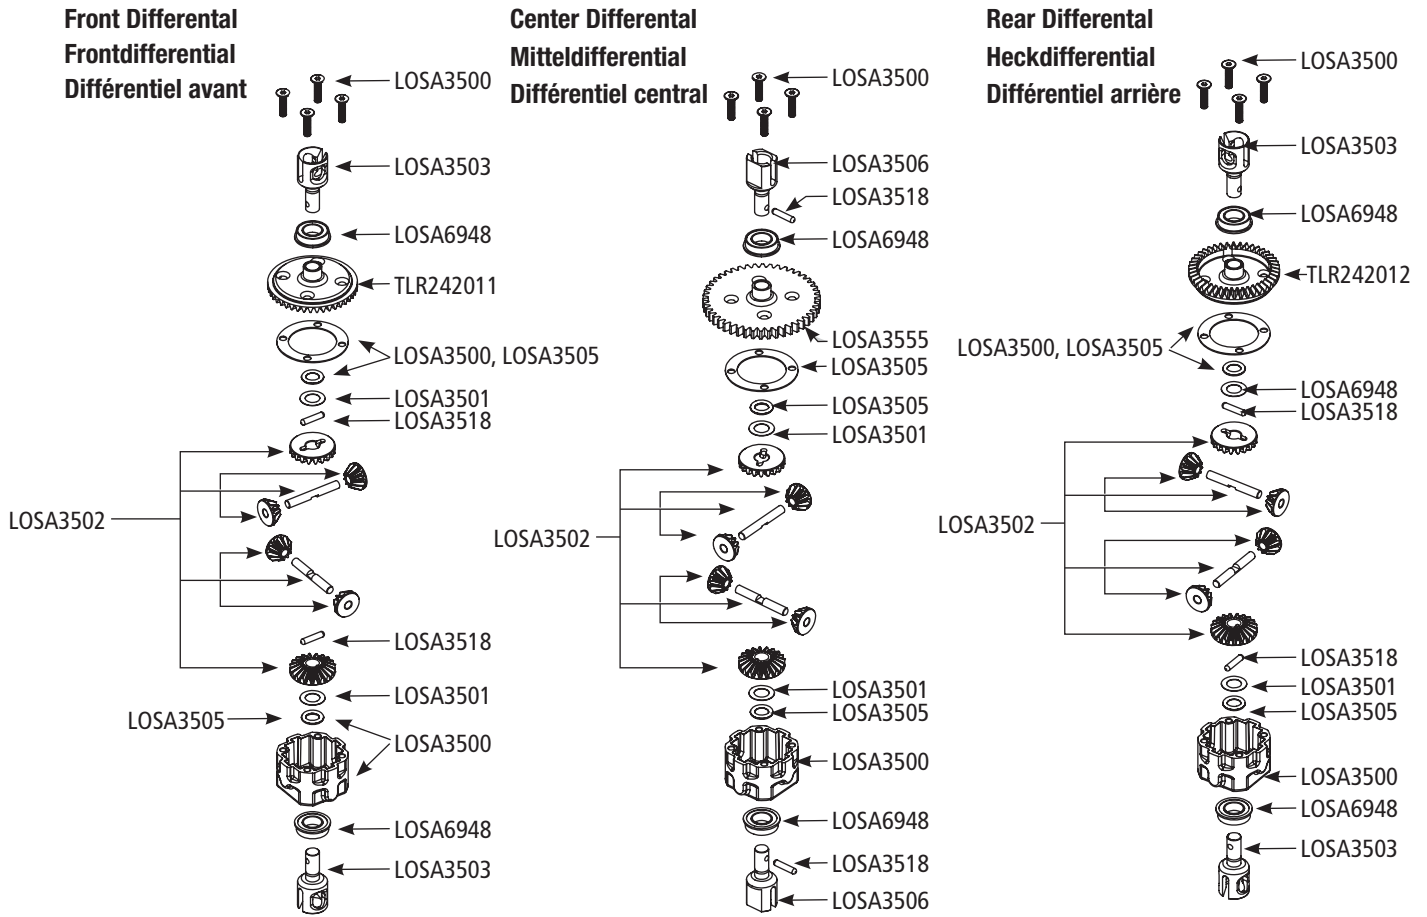 Front Differental
Frontdifferential
Différentiel avant
LOSA3500
LOSA3503
LOSA6948
TLR242011
LOSA3500, LOSA3505
LOSA3501
LOSA3518
LOSA3502
LOSA3518
LOSA3501
LOSA3505
LOSA3500
LOSA6948
LOSA3503
Center Differental
Mitteldifferential
Différentiel central
LOSA3500
LOSA3506
LOSA3518
LOSA6948
LOSA3555
LOSA3505
LOSA3505
LOSA3501
LOSA3502
LOSA3501
LOSA3505
LOSA3500
LOSA6948
LOSA3518
LOSA3506
Rear Differental
Heckdifferential
Différentiel arrière
LOSA3500
LOSA3503
LOSA6948
TLR242012
LOSA3500, LOSA3505
LOSA6948
LOSA3518
LOSA3502
LOSA3518
LOSA3501
LOSA3505
LOSA3500
LOSA6948
LOSA3503